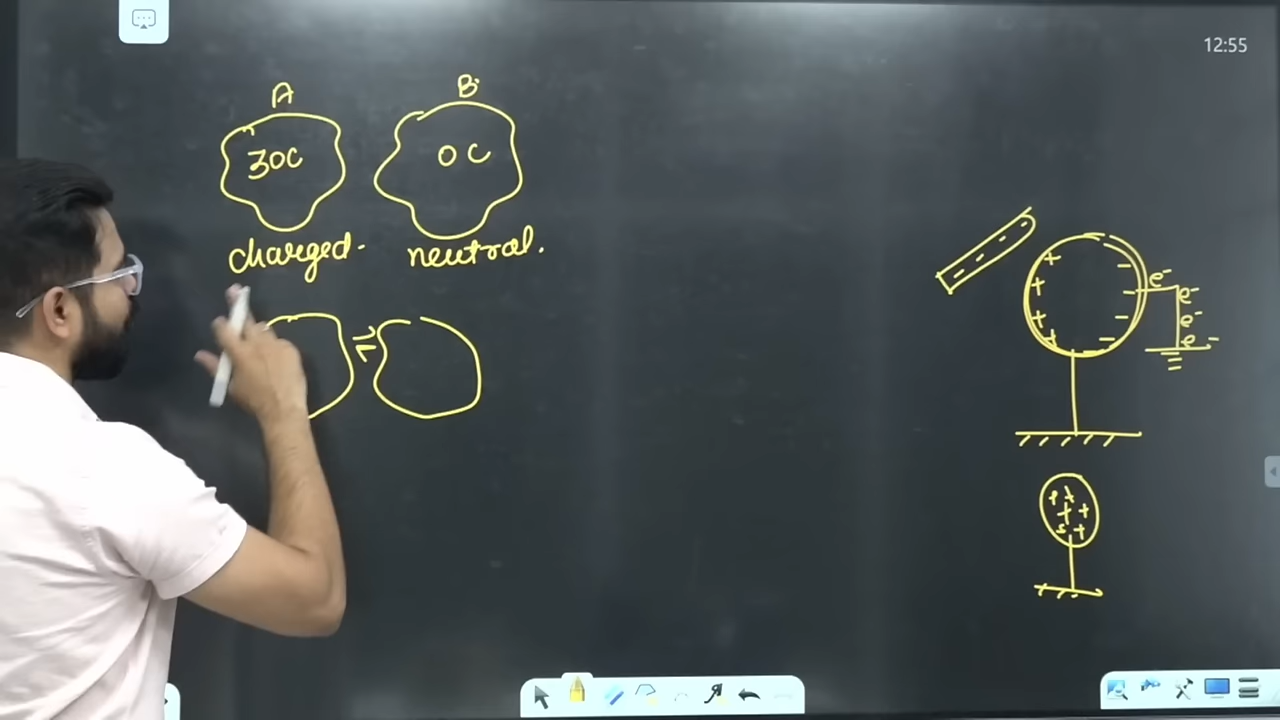 12:55
A B
30C 0C
charged. neutral.
+ + + +
- - - -
- - -
e-
e-
e-
e-
+ + + + +